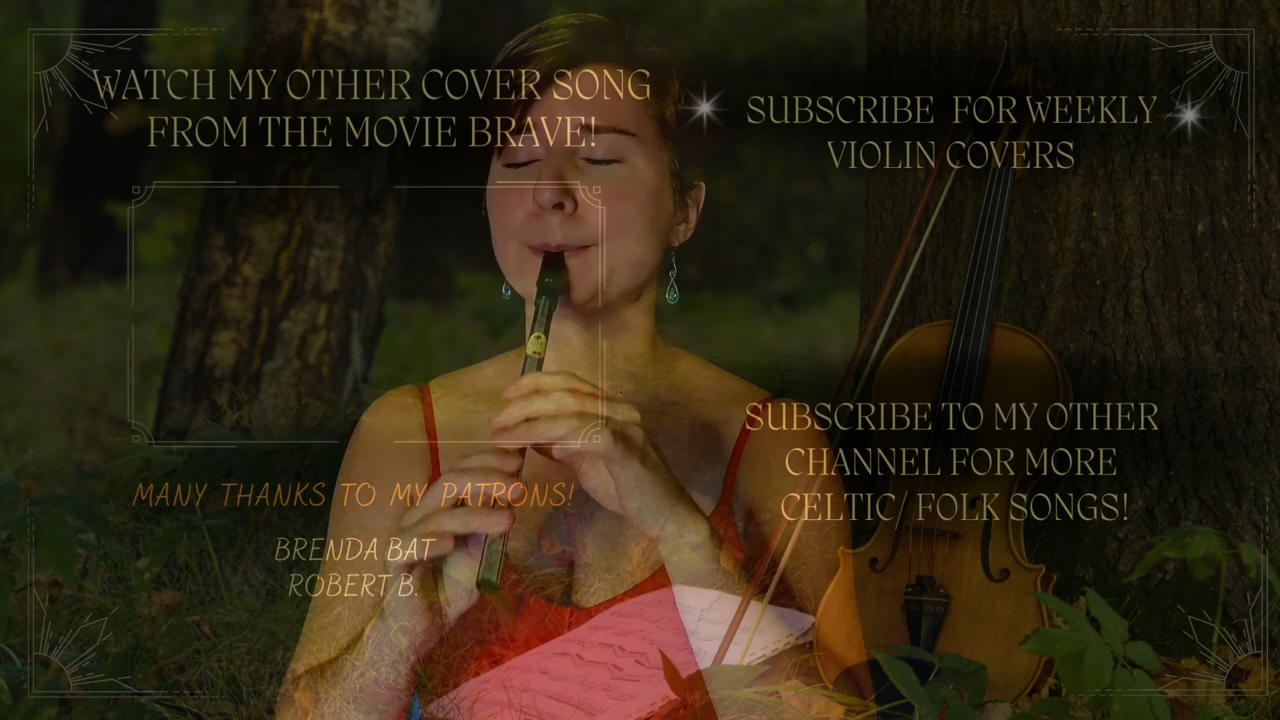 WATCH MY OTHER COVER SONG
FROM THE MOVIE BRAVE!
SUBSCRIBE FOR WEEKLY
VIOLIN COVERS
SUBSCRIBE TO MY OTHER
CHANNEL FOR MORE
CELTIC/ FOLK SONGS!
MANY THANKS TO MY PATRONS!
BRENDA BAT
ROBERT B.